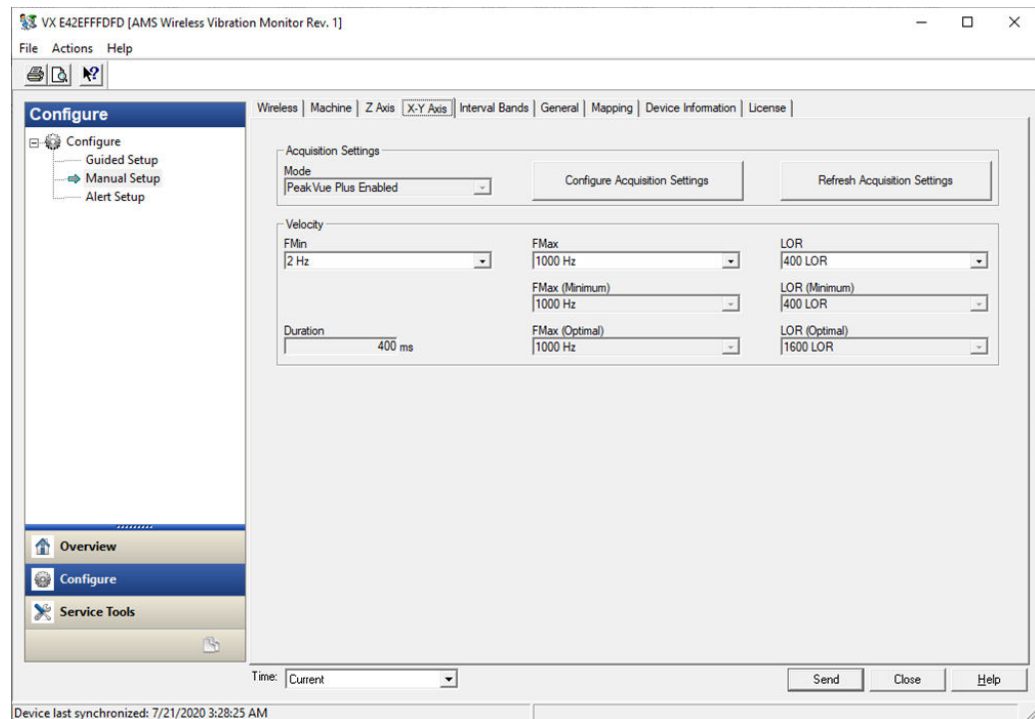 VX E42EFFFDFD [AMS Wireless Vibration Monitor Rev. 1]
File Actions Help
Configure
Configure
Guided Setup
Manual Setup
Alert Setup
Overview
Configure
Service Tools
Wireless Machine Z Axis X-Y Axis Interval Bands General Mapping Device Information License
Acquisition Settings
Mode
PeakVue Plus Enabled
Configure Acquisition Settings
Refresh Acquisition Settings
Velocity
FMin FMax LOR
2 Hz 1000 Hz 400 LOR
FMax (Minimum) LOR (Minimum)
1000 Hz 400 LOR
Duration FMax (Optimal) LOR (Optimal)
400 ms 1000 Hz 1600 LOR
Time: Current Send Close Help
Device last synchronized: 7/21/2020 3:28:25 AM